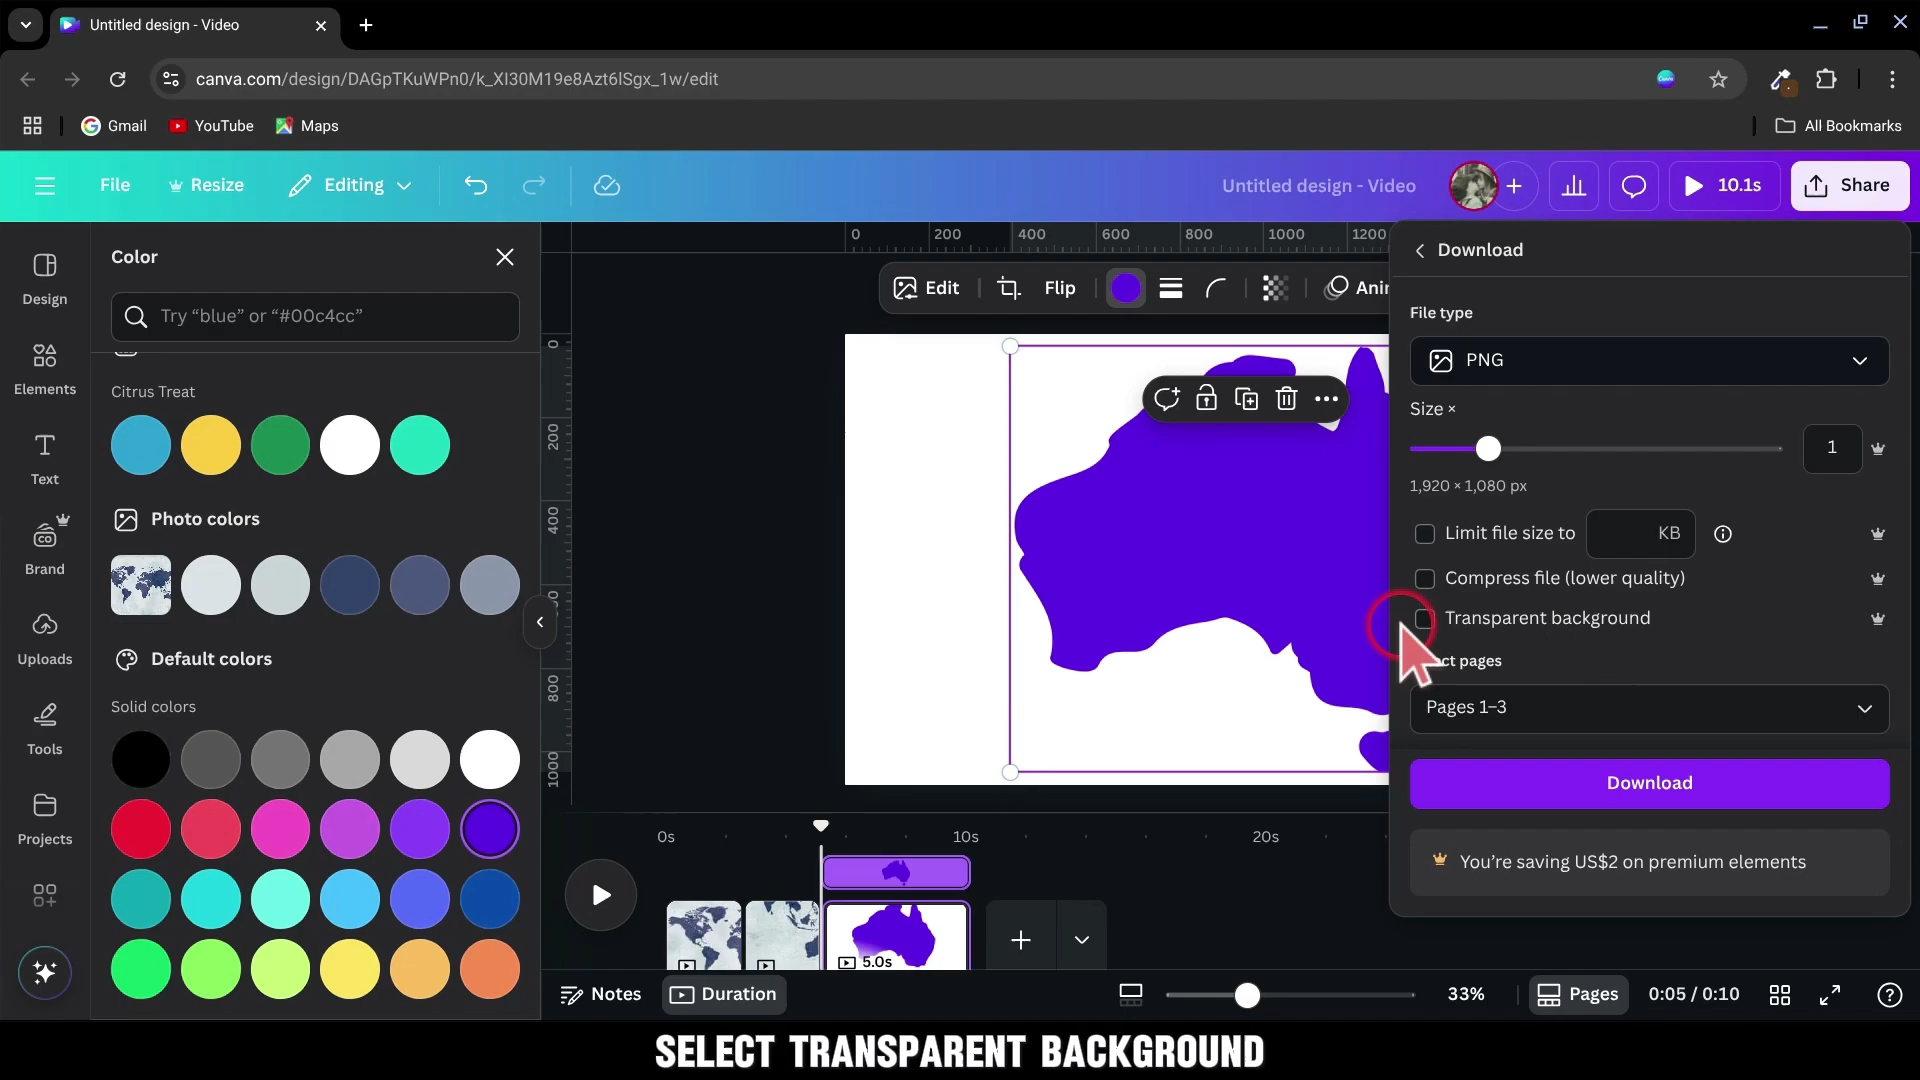 Untitled design - Video
canva.com/design/DAGpTKuWPn0/k_XI30M19e8Azt6lSgx_1w/edit
Gmail
YouTube
Maps
All Bookmarks
File
Resize
Editing
Untitled design - Video
10.1s
Share
Design
Elements
Text
Brand
Uploads
Tools
Projects
Color
Try “blue” or “#00c4cc”
Citrus Treat
Photo colors
Default colors
Solid colors
0 200 400 600 800 1000 1200
0
200
400
800
1000
Edit
Flip
Download
File type
PNG
Size ×
1
1,920 × 1,080 px
Limit file size to KB
Compress file (lower quality)
Transparent background
pages
Pages 1–3
Download
You’re saving US$2 on premium elements
0s 10s 20s
5.0s
Notes
Duration
33%
Pages
0:05 / 0:10
SELECT TRANSPARENT BACKGROUND